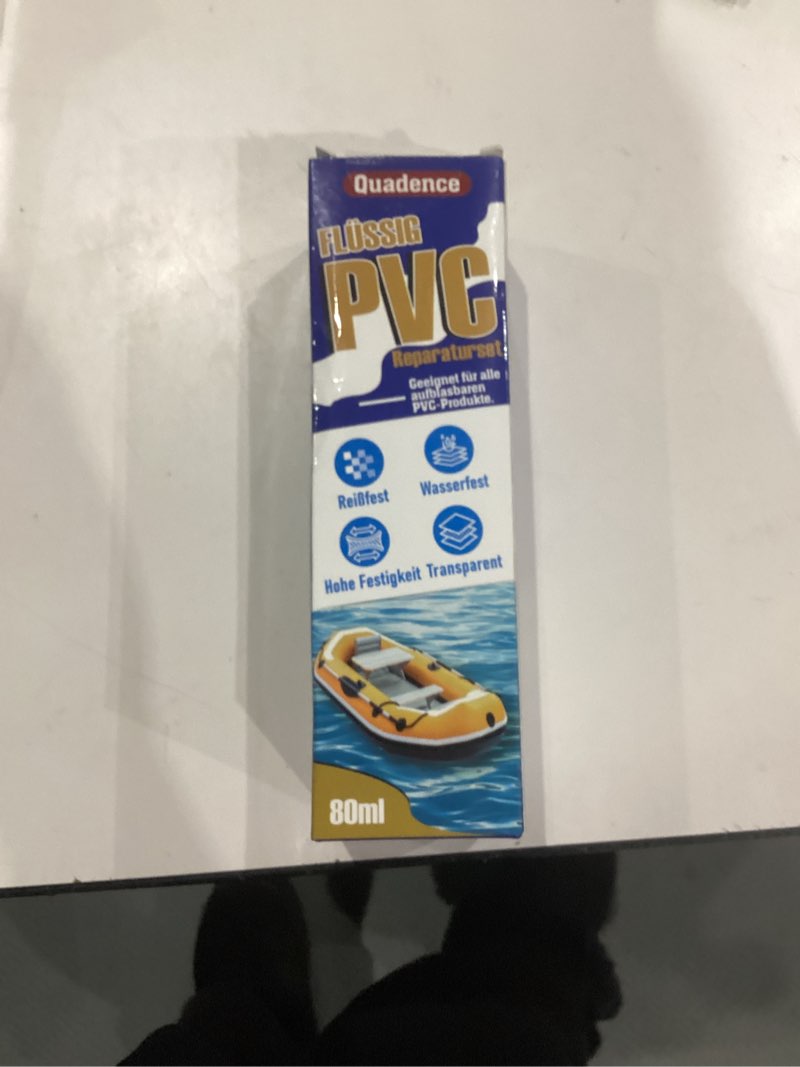 Quadence
FLÜSSIG
PVC
Reparaturset
Geeignet für alle
aufblasbaren
PVC-Produkte.
Reißfest
Wasserfest
Hohe Festigkeit
Transparent
80ml